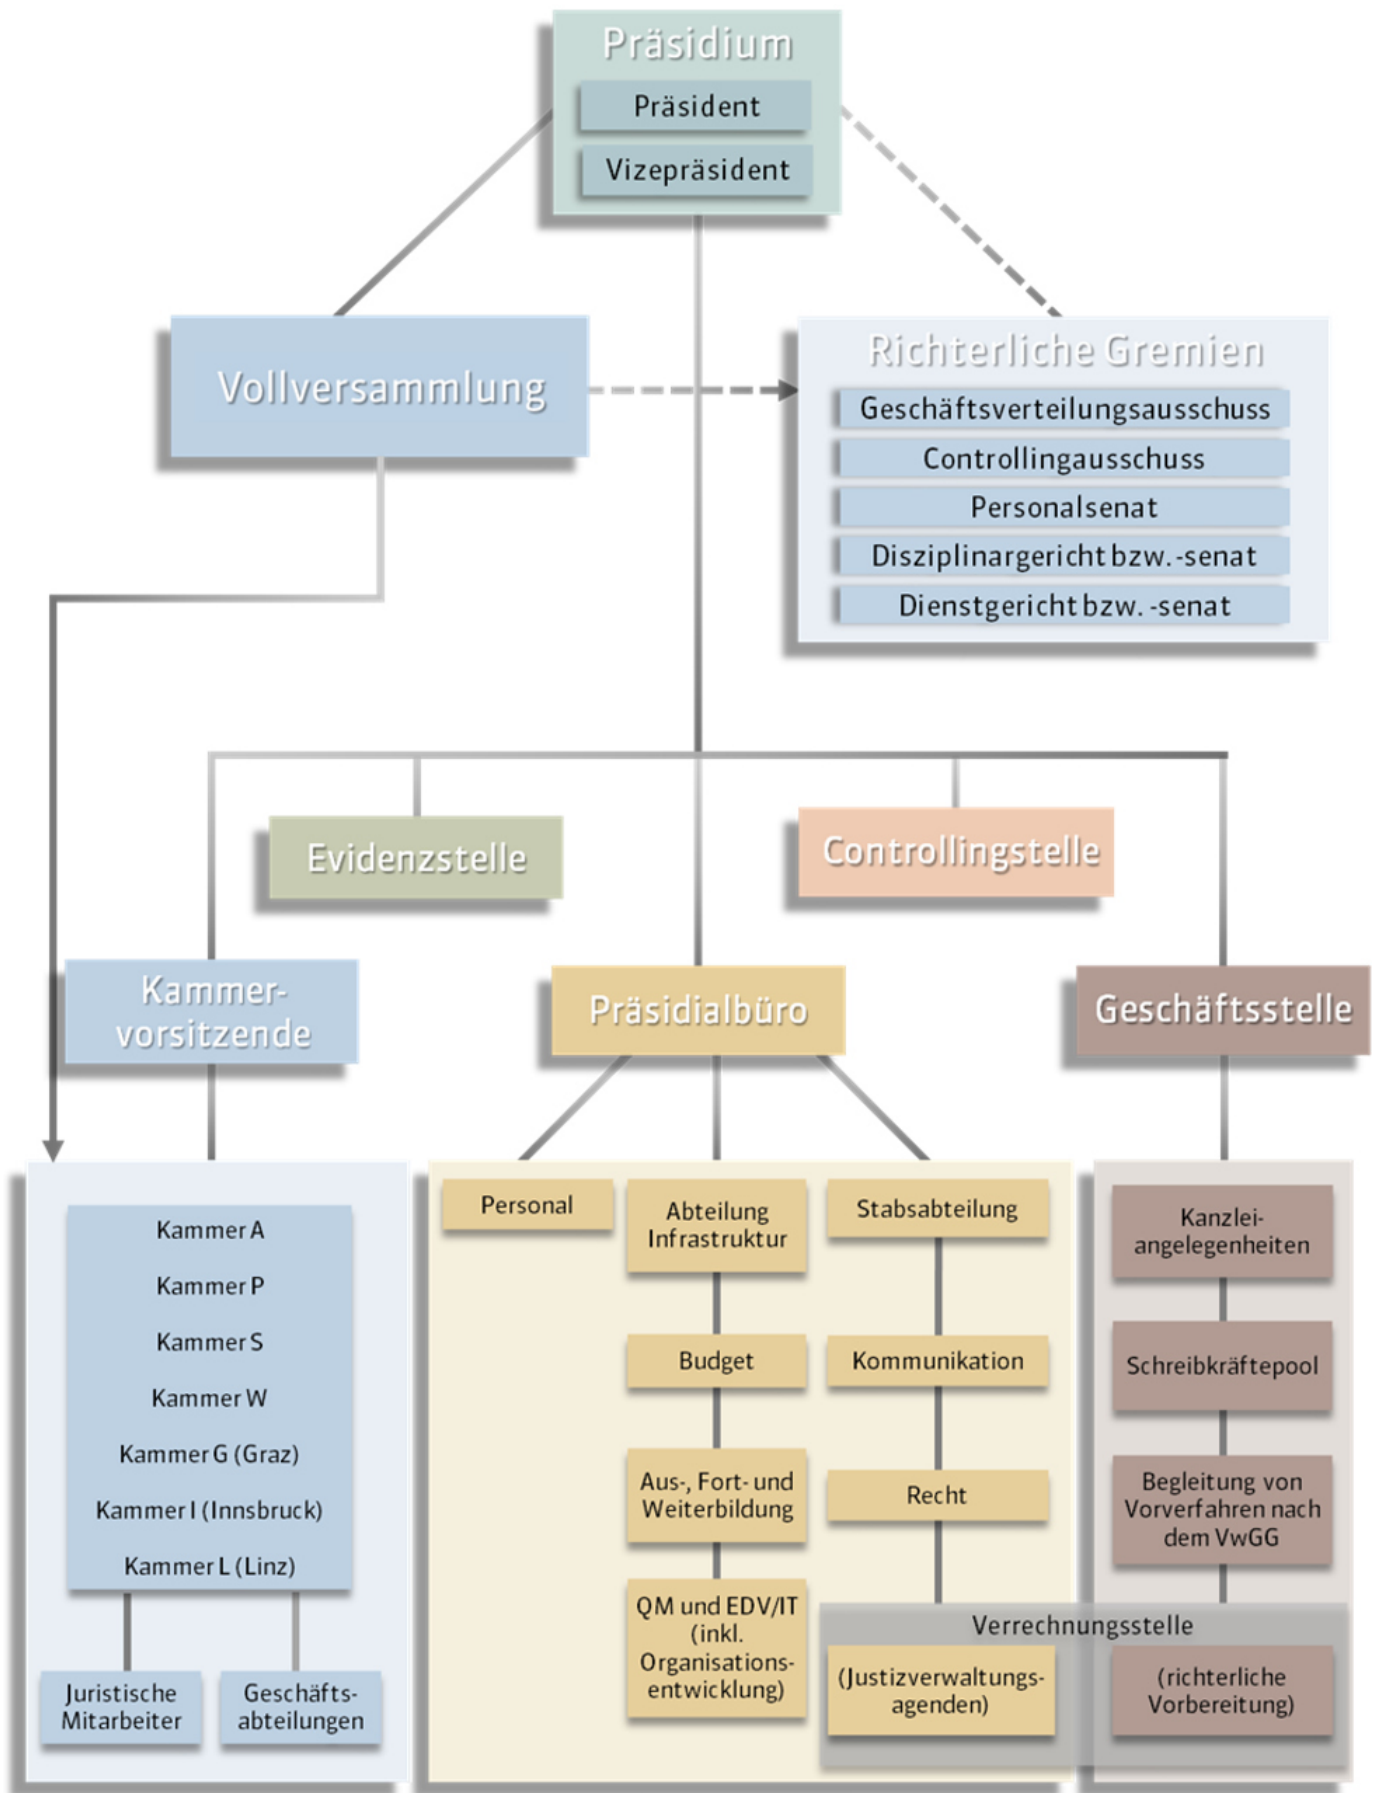 Präsidium
Präsident
Vizepräsident
Vollversammlung
Richterliche Gremien
Geschäftsverteilungsausschuss
Controllingausschuss
Personalsenat
Disziplinargericht bzw. -senat
Dienstgericht bzw. -senat
Evidenzstelle
Controllingstelle
Kammer-
vorsitzende
Präsidialbüro
Geschäftsstelle
Kammer A
Kammer P
Kammer S
Kammer W
Kammer G (Graz)
Kammer I (Innsbruck)
Kammer L (Linz)
Juristische
Mitarbeiter
Geschäfts-
abteilungen
Personal
Abteilung
Infrastruktur
Budget
Aus-, Fort- und
Weiterbildung
QM und EDV/IT
(inkl.
Organisations-
entwicklung)
Stabsabteilung
Kommunikation
Recht
Kanzlei-
angelegenheiten
Schreibkräftepool
Begleitung von
Vorverfahren nach
dem VwGG
Verrechnungsstelle
(Justizverwaltungs-
agenden)
(richterliche
Vorbereitung)